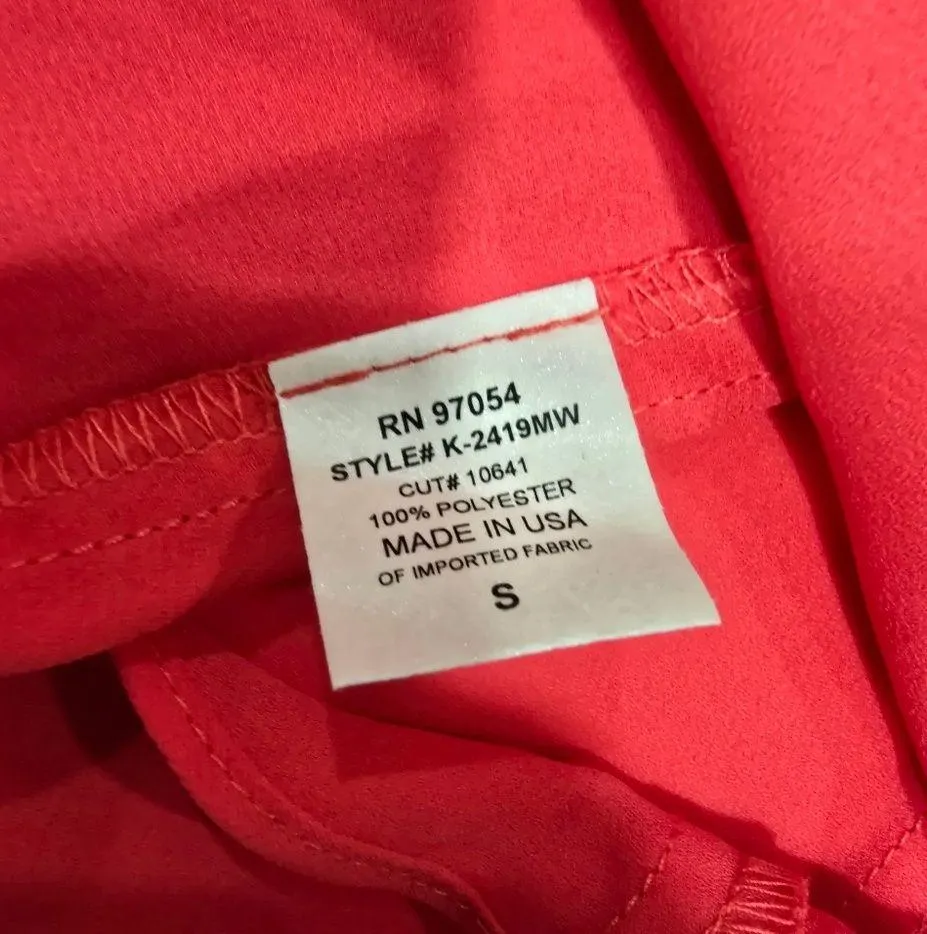 RN 97054
STYLE# K-2419MW
CUT# 10641
100% POLYESTER
MADE IN USA
OF IMPORTED FABRIC
S